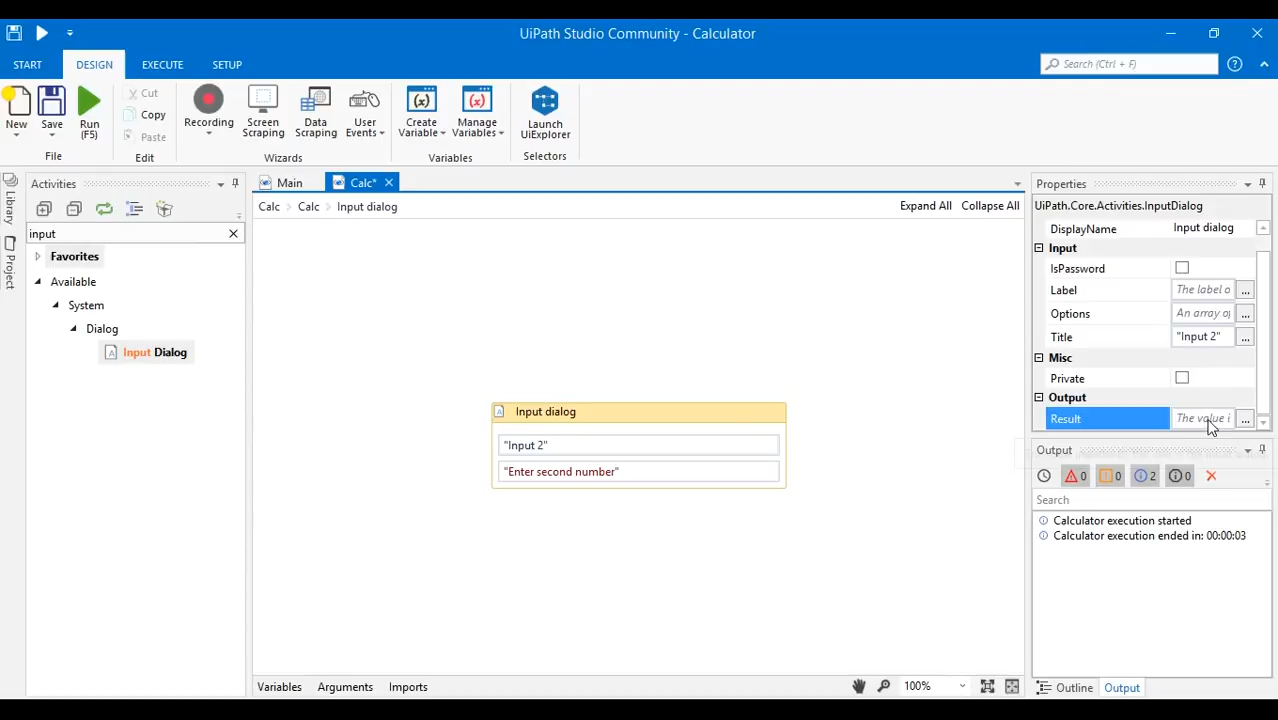 UiPath Studio Community - Calculator
START DESIGN EXECUTE SETUP
Search (Ctrl + F)
New
Save
Run
(F5)
Cut
Copy
Paste
Recording
Screen
Scraping
Data
Scraping
User
Events
Create
Variable
Manage
Variables
Launch
UiExplorer
File Edit Wizards Variables Selectors
Library
Project
Activities
input
Favorites
Available
System
Dialog
Input Dialog
Main Calc*
Calc > Calc > Input dialog
Expand All Collapse All
Input dialog
"Input 2"
"Enter second number"
Variables Arguments Imports
100%
Properties
UiPath.Core.Activities.InputDialog
DisplayName Input dialog
Input
IsPassword
Label The label o ...
Options An array of ...
Title "Input 2" ...
Misc
Private
Output
Result The value i ...
Output
0 0 2 0
Search
Calculator execution started
Calculator execution ended in: 00:00:03
Outline Output